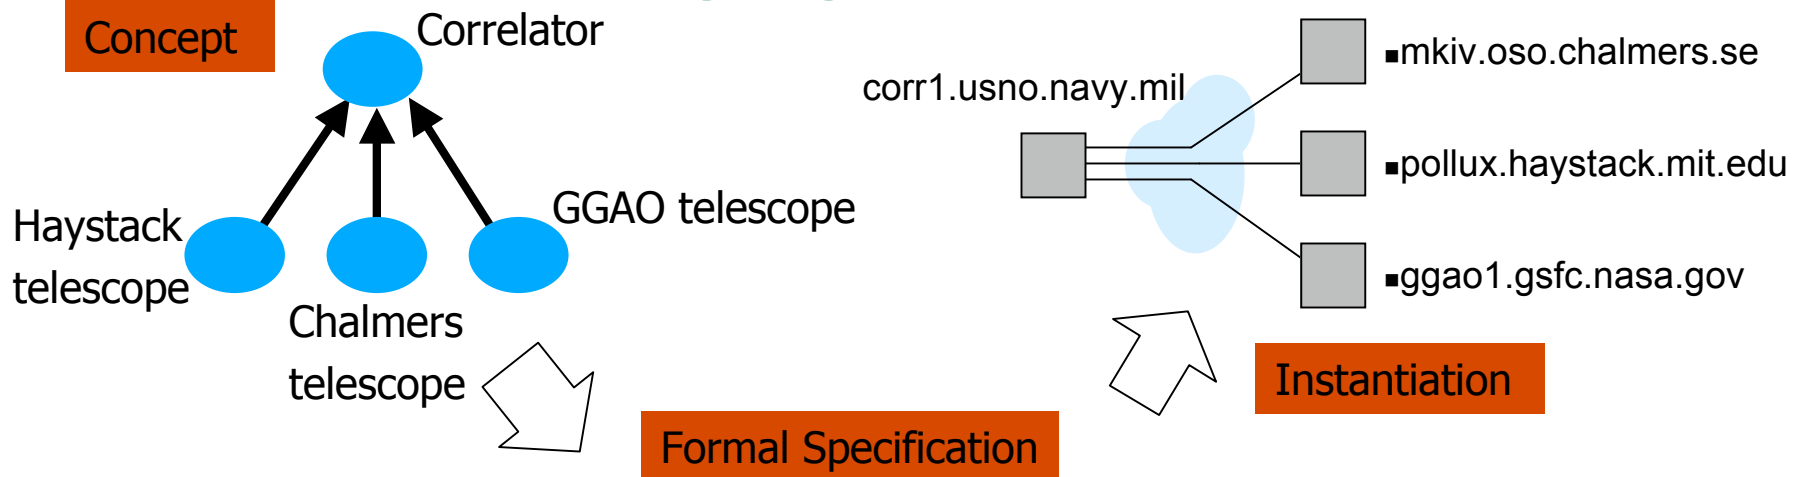 Concept
Correlator
Haystack
telescope
Chalmers
telescope
GGAO telescope
corr1.usno.navy.mil
▪mkiv.oso.chalmers.se
▪pollux.haystack.mit.edu
▪ggao1.gsfc.nasa.gov
Formal Specification
Instantiation